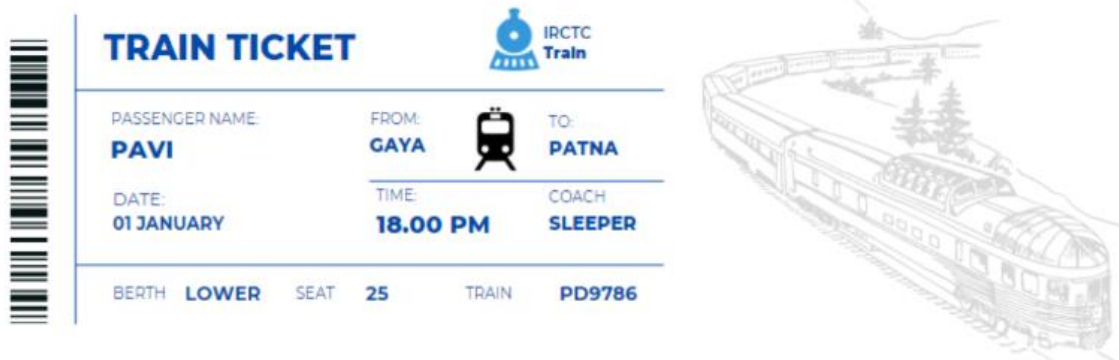 TRAIN TICKET
IRCTC
Train
PASSENGER NAME:
PAVI
FROM:
GAYA
TO:
PATNA
DATE:
01 JANUARY
TIME:
18.00 PM
COACH
SLEEPER
BERTH LOWER SEAT 25 TRAIN PD9786